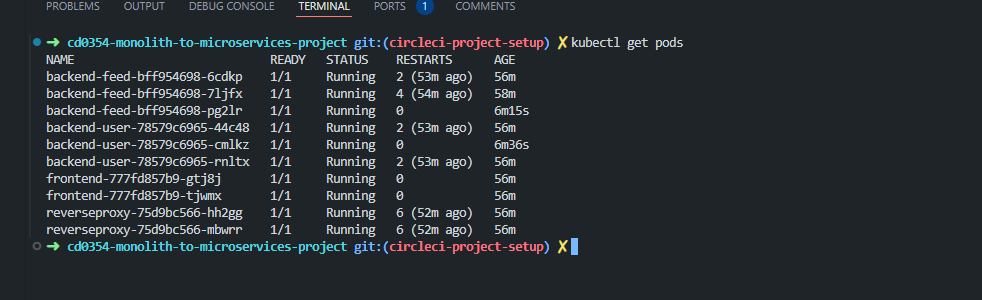 PROBLEMS OUTPUT DEBUG CONSOLE TERMINAL PORTS 1 COMMENTS
➜ cd0354-monolith-to-microservices-project git:(circleci-project-setup) ✗ kubectl get pods
NAME READY STATUS RESTARTS AGE
backend-feed-bff954698-6cdkp 1/1 Running 2 (53m ago) 56m
backend-feed-bff954698-7ljfx 1/1 Running 4 (54m ago) 58m
backend-feed-bff954698-pg2lr 1/1 Running 0 6m15s
backend-user-78579c6965-44c48 1/1 Running 2 (53m ago) 56m
backend-user-78579c6965-cmlkz 1/1 Running 0 6m36s
backend-user-78579c6965-rnltx 1/1 Running 2 (53m ago) 56m
frontend-777fd857b9-gtj8j 1/1 Running 0 56m
frontend-777fd857b9-tjwmx 1/1 Running 0 56m
reverseproxy-75d9bc566-hh2gg 1/1 Running 6 (52m ago) 56m
reverseproxy-75d9bc566-mbwrr 1/1 Running 6 (52m ago) 56m
➜ cd0354-monolith-to-microservices-project git:(circleci-project-setup) ✗